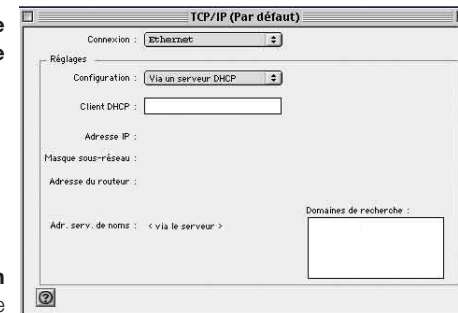 e
e
TCP/IP (Par défaut)
Connexion : Ethernet
Réglages
Configuration : Via un serveur DHCP
Client DHCP :
Adresse IP :
Masque sous-réseau :
Adresse du routeur :
Domaines de recherche :
Adr. serv. de noms : < via le serveur >
n
?
e